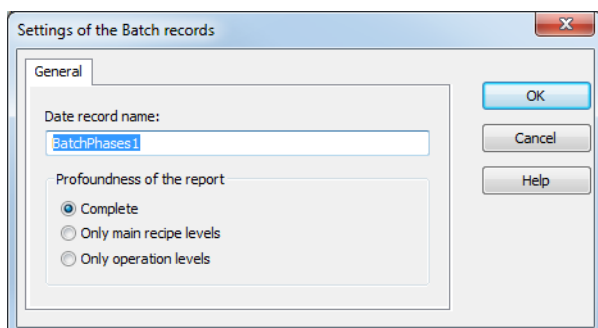 Settings of the Batch records
General
OK
Date record name:
BatchPhases1
Cancel
Profoundness of the report
Help
Complete
Only main recipe levels
Only operation levels